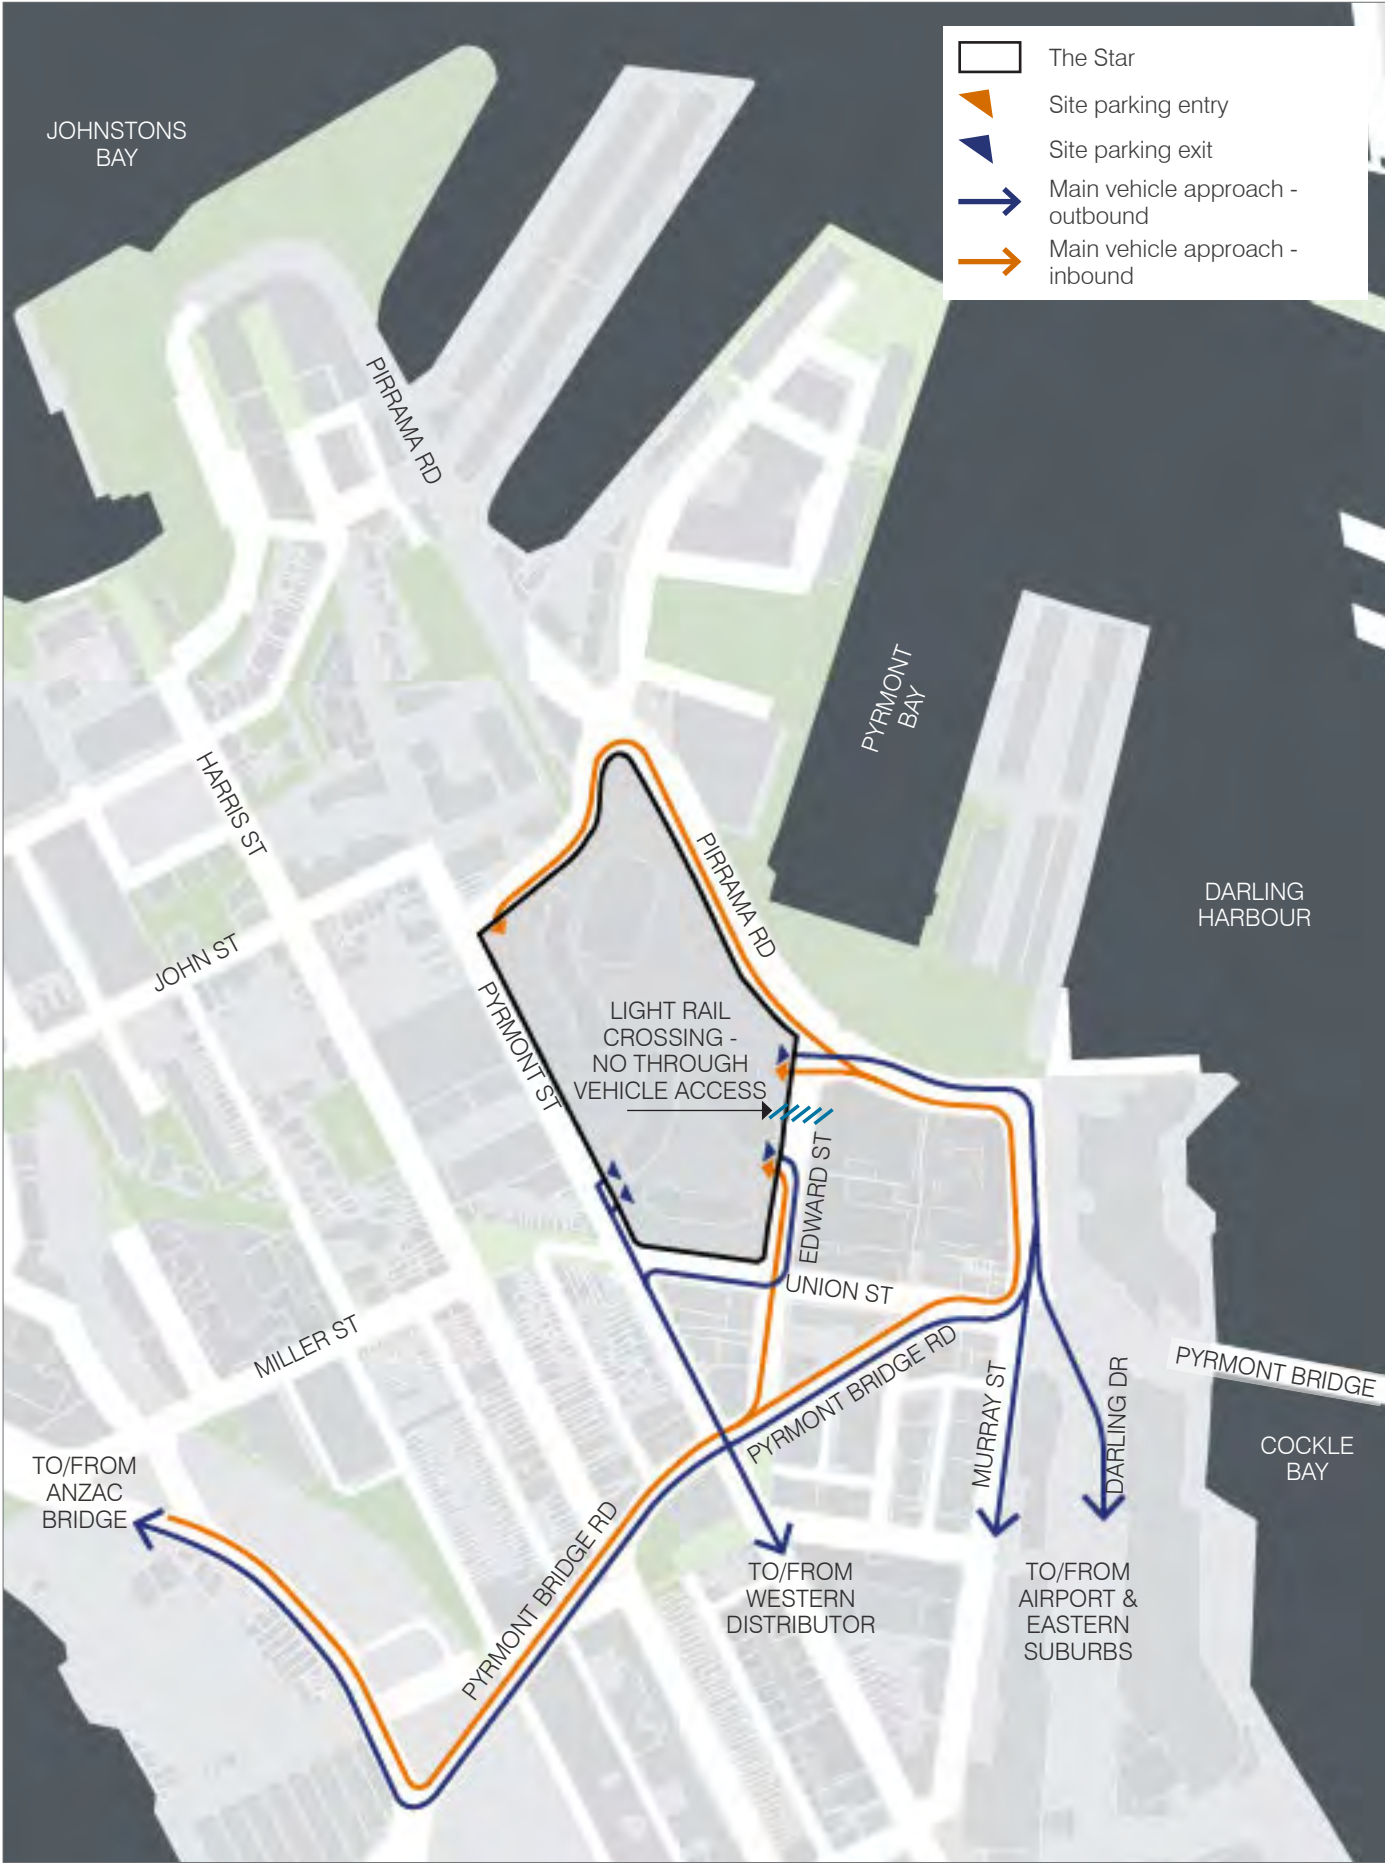 The Star
Site parking entry
Site parking exit
Main vehicle approach -
outbound
Main vehicle approach -
inbound
JOHNSTONS
BAY
PIRRAMA RD
PYRMONT
BAY
HARRIS ST
PIRRAMA RD
DARLING
HARBOUR
JOHN ST
PYRMONT ST
LIGHT RAIL
CROSSING -
NO THROUGH
VEHICLE ACCESS
EDWARD ST
UNION ST
MILLER ST
PYRMONT BRIDGE RD
MURRAY ST
DARLING DR
PYRMONT BRIDGE
COCKLE
BAY
TO/FROM
ANZAC
BRIDGE
PYRMONT BRIDGE RD
TO/FROM
WESTERN
DISTRIBUTOR
TO/FROM
AIRPORT &
EASTERN
SUBURBS